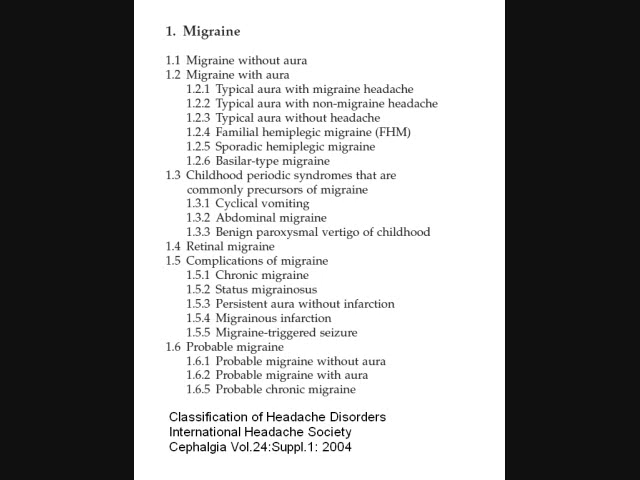 1. Migraine
1.1 Migraine without aura
1.2 Migraine with aura
1.2.1 Typical aura with migraine headache
1.2.2 Typical aura with non-migraine headache
1.2.3 Typical aura without headache
1.2.4 Familial hemiplegic migraine (FHM)
1.2.5 Sporadic hemiplegic migraine
1.2.6 Basilar-type migraine
1.3 Childhood periodic syndromes that are
commonly precursors of migraine
1.3.1 Cyclical vomiting
1.3.2 Abdominal migraine
1.3.3 Benign paroxysmal vertigo of childhood
1.4 Retinal migraine
1.5 Complications of migraine
1.5.1 Chronic migraine
1.5.2 Status migrainosus
1.5.3 Persistent aura without infarction
1.5.4 Migrainous infarction
1.5.5 Migraine-triggered seizure
1.6 Probable migraine
1.6.1 Probable migraine without aura
1.6.2 Probable migraine with aura
1.6.5 Probable chronic migraine
Classification of Headache Disorders
International Headache Society
Cephalgia Vol.24:Suppl.1: 2004